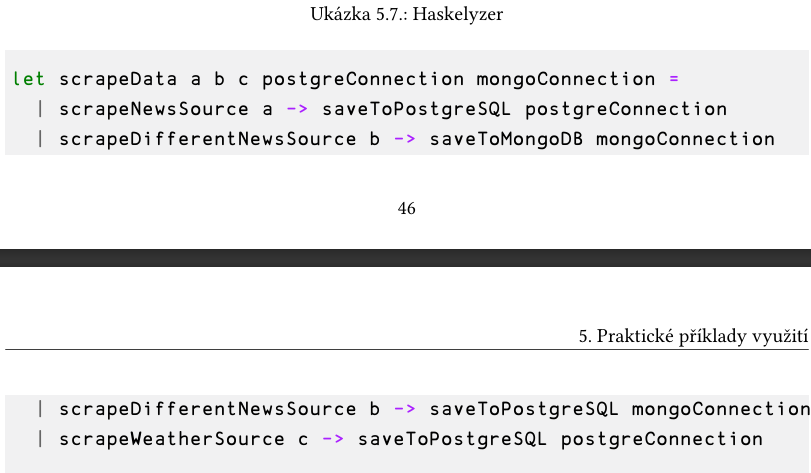 Ukázka 5.7.: Haskelyzer
let scrapeData a b c postgreConnection mongoConnection =
| scrapeNewsSource a -> saveToPostgreSQL postgreConnection
| scrapeDifferentNewsSource b -> saveToMongoDB mongoConnection
46
5. Praktické příklady využití
| scrapeDifferentNewsSource b -> saveToPostgreSQL mongoConnection
| scrapeWeatherSource c -> saveToPostgreSQL postgreConnection